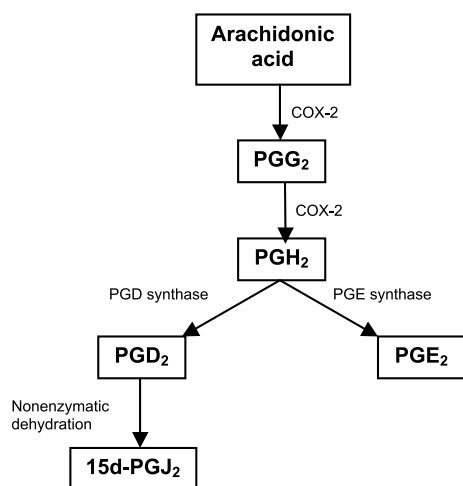 Arachidonic
acid
COX-2
PGG₂
COX-2
PGH₂
PGD synthase
PGE synthase
PGD₂
PGE₂
Nonenzymatic
dehydration
15d-PGJ₂